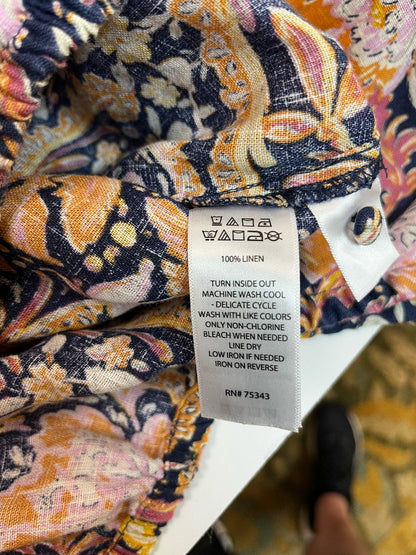 100% LINEN
TURN INSIDE OUT
MACHINE WASH COOL
- DELICATE CYCLE
WASH WITH LIKE COLORS
ONLY NON-CHLORINE
BLEACH WHEN NEEDED
LINE DRY
LOW IRON IF NEEDED
IRON ON REVERSE
RN# 75343